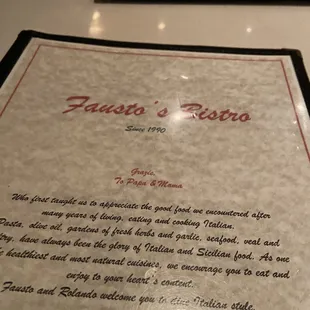 Fausto's Bistro
Since 1990
Grazie,
To Papa & Mama
Who first taught us to appreciate the good food we encountered after
many years of living, eating and cooking Italian.
Pasta, olive oil, gardens of fresh herbs and garlic, seafood, veal and
have always been the glory of Italian and Sicilian food. As one
healthiest and most natural cuisines, we encourage you to eat and
enjoy to your heart's content.
Fausto and Rolando welcome you to dine Italian style.